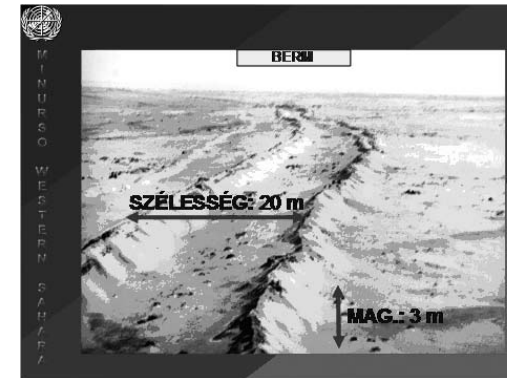 BERM
MINURSO WESTERN SAHARA
SZÉLESSÉG: 20 m
MAG.: 3 m